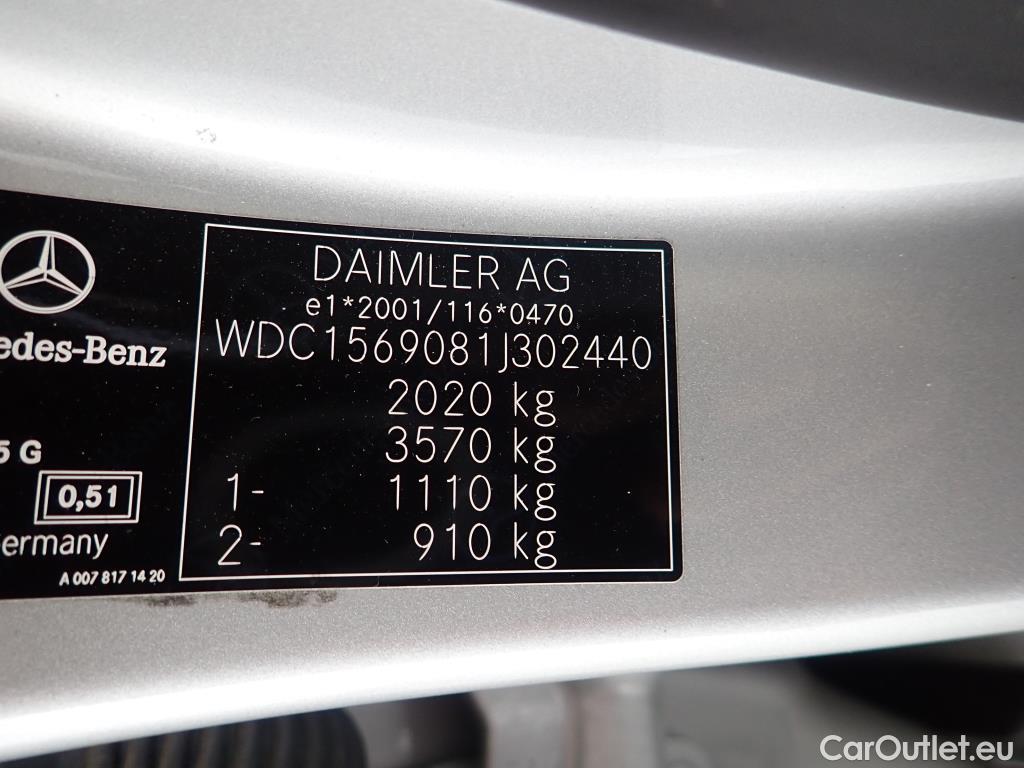 DAIMLER AG
e1*2001/116*0470
WDC1569081J302440
2020 kg
3570 kg
1- 1110 kg
2- 910 kg
edes-Benz
5 G
0,51
ermany
A 007 817 14 20
CarOutlet.eu